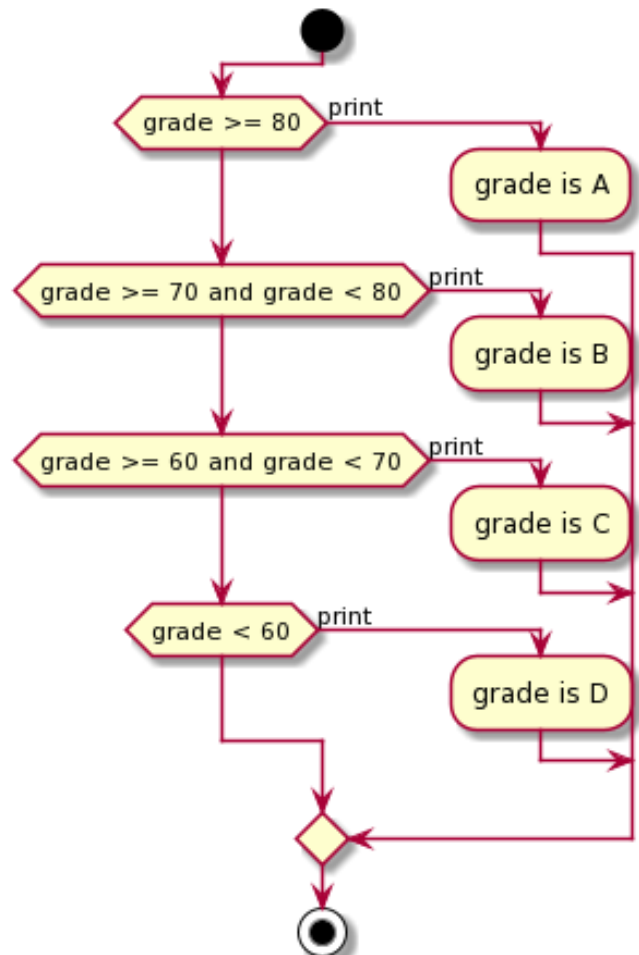 grade >= 80
print
grade is A
grade >= 70 and grade < 80
print
grade is B
grade >= 60 and grade < 70
print
grade is C
grade < 60
print
grade is D